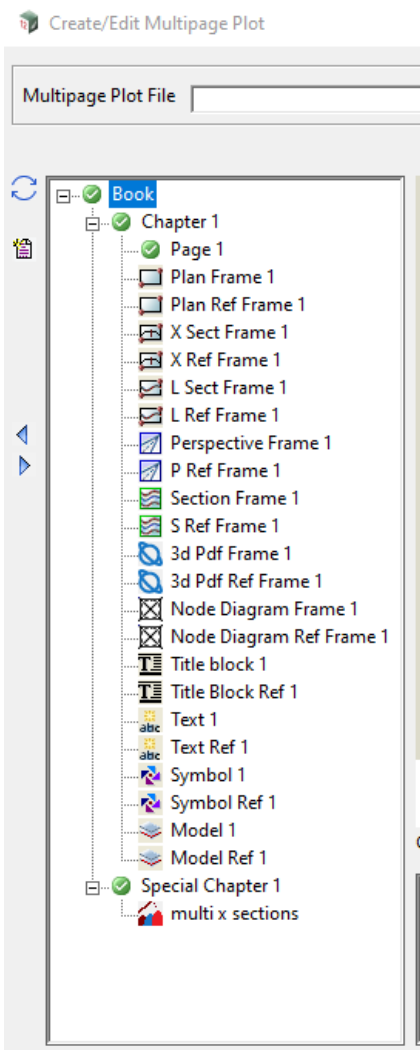 Create/Edit Multipage Plot
Multipage Plot File
Book
Chapter 1
Page 1
Plan Frame 1
Plan Ref Frame 1
X Sect Frame 1
X Ref Frame 1
L Sect Frame 1
L Ref Frame 1
Perspective Frame 1
P Ref Frame 1
Section Frame 1
S Ref Frame 1
3d Pdf Frame 1
3d Pdf Ref Frame 1
Node Diagram Frame 1
Node Diagram Ref Frame 1
Title block 1
Title Block Ref 1
Text 1
Text Ref 1
Symbol 1
Symbol Ref 1
Model 1
Model Ref 1
Special Chapter 1
multi x sections